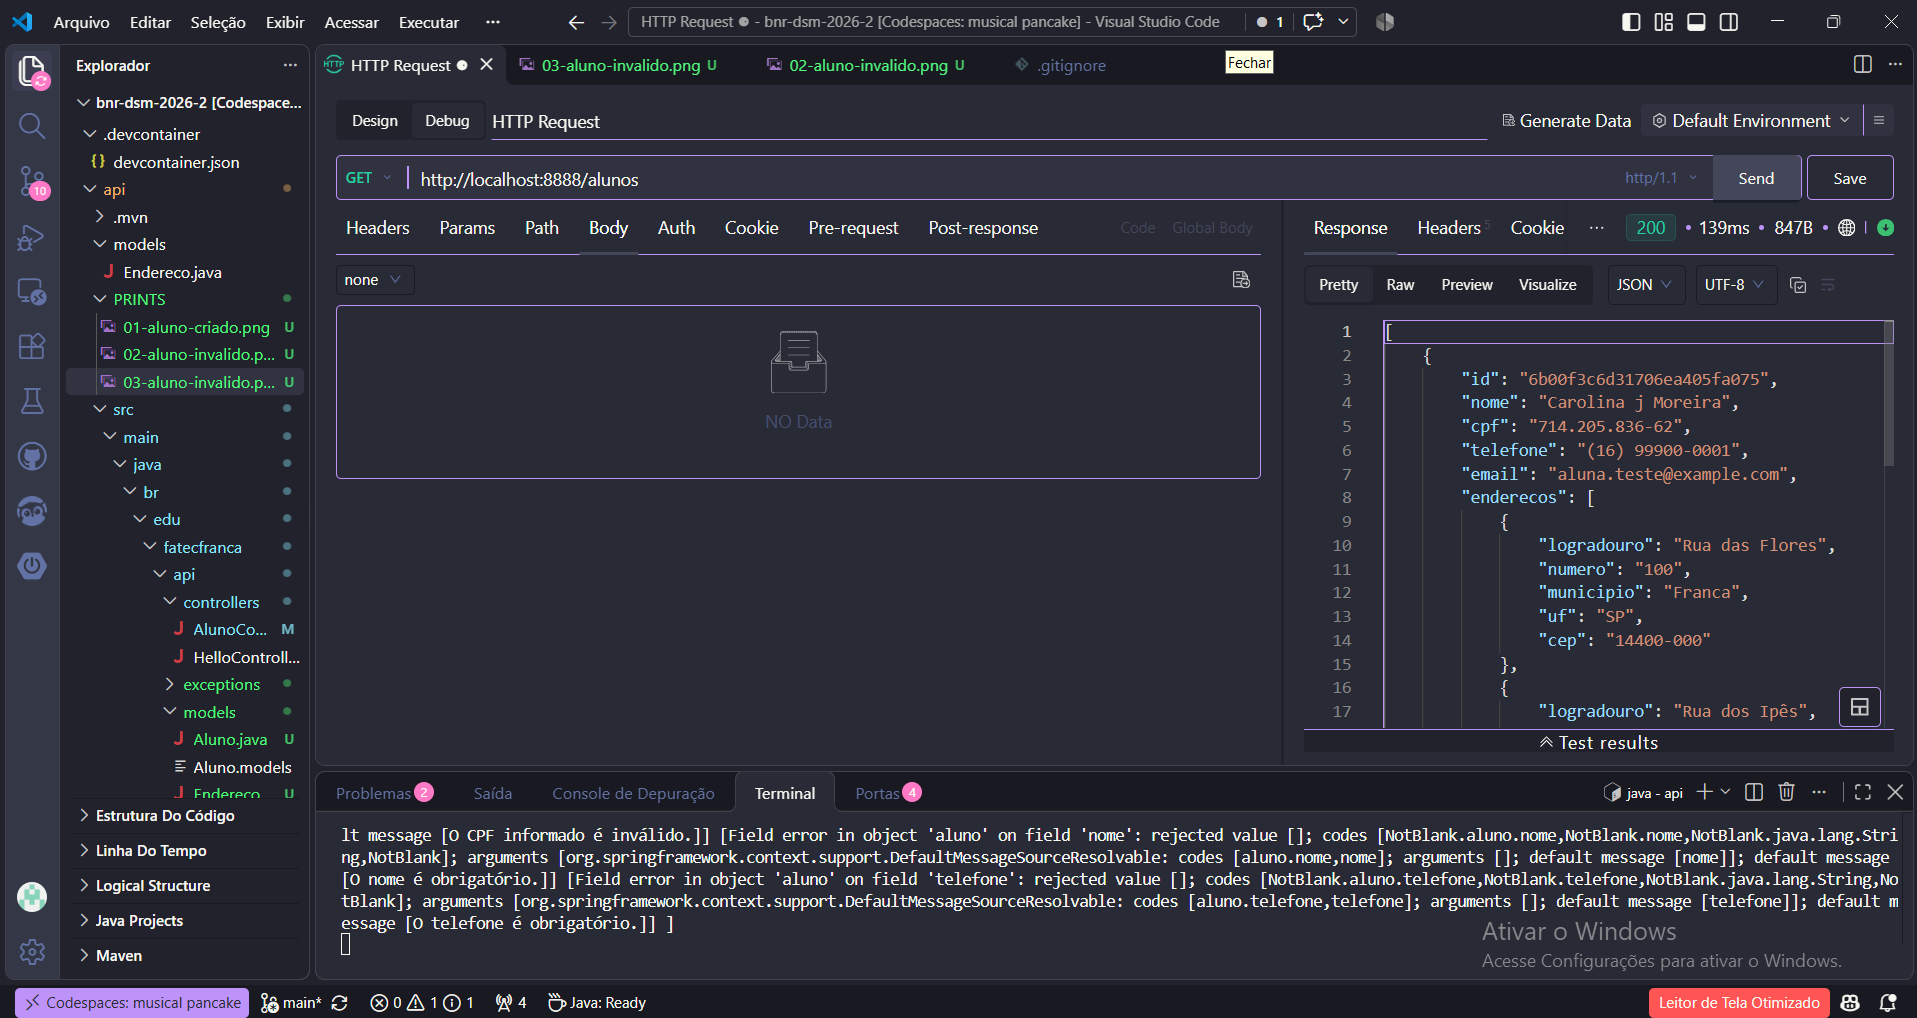 Arquivo Editar Seleção Exibir Acessar Executar ···
HTTP Request ● - bnr-dsm-2026-2 [Codespaces: musical pancake] - Visual Studio Code
● 1
Explorador ···
HTTP Request ●
03-aluno-invalido.png U
02-aluno-invalido.png U
.gitignore
Fechar
bnr-dsm-2026-2 [Codespace...
.devcontainer
{} devcontainer.json
api
.mvn
models
J Endereco.java
PRINTS
01-aluno-criado.png U
02-aluno-invalido.p... U
03-aluno-invalido.p... U
src
main
java
br
edu
fatecfranca
api
controllers
J AlunoCo... M
J HelloControll...
exceptions
models
J Aluno.java U
Aluno.models
J Endereco U
Estrutura Do Código
Linha Do Tempo
Logical Structure
Java Projects
Maven
10
Design Debug HTTP Request
Generate Data Default Environment
GET http://localhost:8888/alunos http/1.1 Send Save
Headers Params Path Body Auth Cookie Pre-request Post-response Code Global Body
none
NO Data
Response Headers 5 Cookie ··· 200 • 139ms • 847B •
Pretty Raw Preview Visualize JSON UTF-8
1 [
2 {
3 "id": "6b00f3c6d31706ea405fa075",
4 "nome": "Carolina j Moreira",
5 "cpf": "714.205.836-62",
6 "telefone": "(16) 99900-0001",
7 "email": "aluna.teste@example.com",
8 "enderecos": [
9 {
10 "logradouro": "Rua das Flores",
11 "numero": "100",
12 "municipio": "Franca",
13 "uf": "SP",
14 "cep": "14400-000"
15 },
16 {
17 "logradouro": "Rua dos Ipês",
Test results
Problemas 2 Saída Console de Depuração Terminal Portas 4
java - api
lt message [O CPF informado é inválido.]] [Field error in object 'aluno' on field 'nome': rejected value []; codes [NotBlank.aluno.nome,NotBlank.nome,NotBlank.java.lang.Stri
ng,NotBlank]; arguments [org.springframework.context.support.DefaultMessageSourceResolvable: codes [aluno.nome,nome]; arguments []; default message [nome]]; default message
[O nome é obrigatório.]] [Field error in object 'aluno' on field 'telefone': rejected value []; codes [NotBlank.aluno.telefone,NotBlank.telefone,NotBlank.java.lang.String,No
tBlank]; arguments [org.springframework.context.support.DefaultMessageSourceResolvable: codes [aluno.telefone,telefone]; arguments []; default message [telefone]]; default m
essage [O telefone é obrigatório.]] ]
Ativar o Windows
Acesse Configurações para ativar o Windows.
Codespaces: musical pancake main* 0 1 1 4 Java: Ready
Leitor de Tela Otimizado